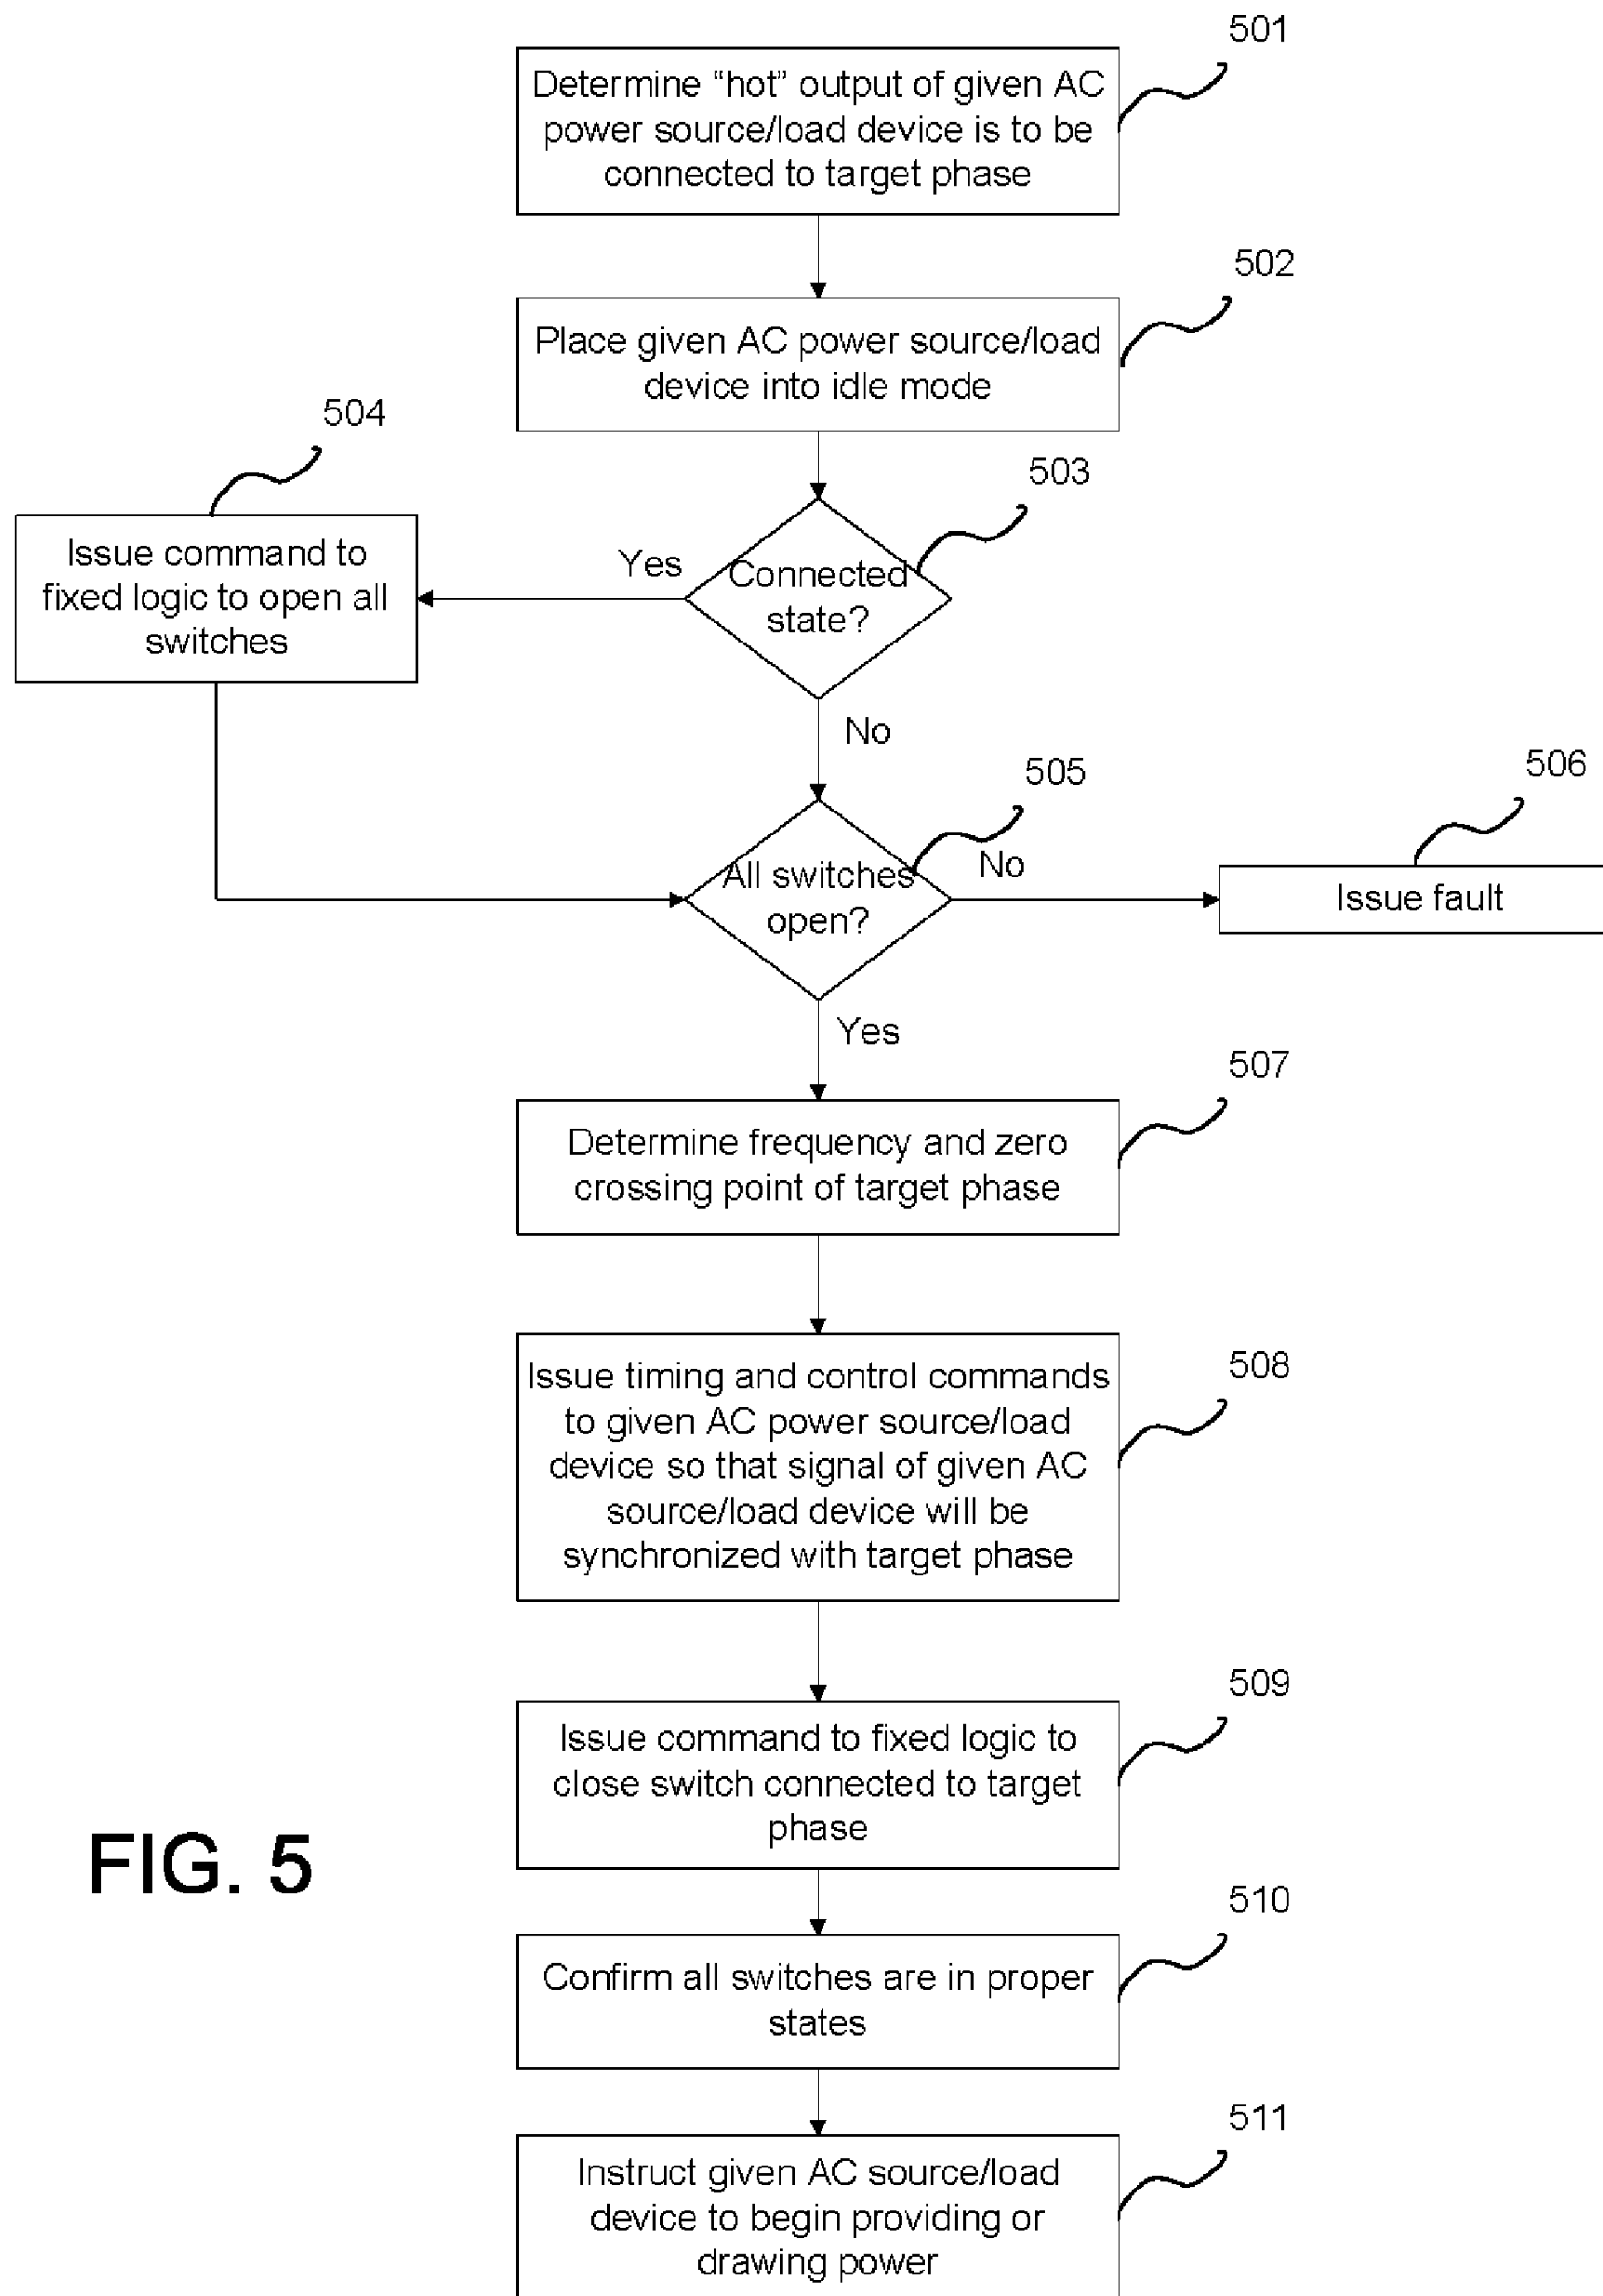 501
Determine "hot" output of given AC
power source/load device is to be
connected to target phase
502
Place given AC power source/load
device into idle mode
504
503
Issue command to
fixed logic to open all
switches
Yes
Connected
state?
No
505
506
All switches
open?
No
Issue fault
Yes
507
Determine frequency and zero
crossing point of target phase
508
Issue timing and control commands
to given AC power source/load
device so that signal of given AC
source/load device will be
synchronized with target phase
509
Issue command to fixed logic to
close switch connected to target
phase
FIG. 5
510
Confirm all switches are in proper
states
511
Instruct given AC source/load
device to begin providing or
drawing power